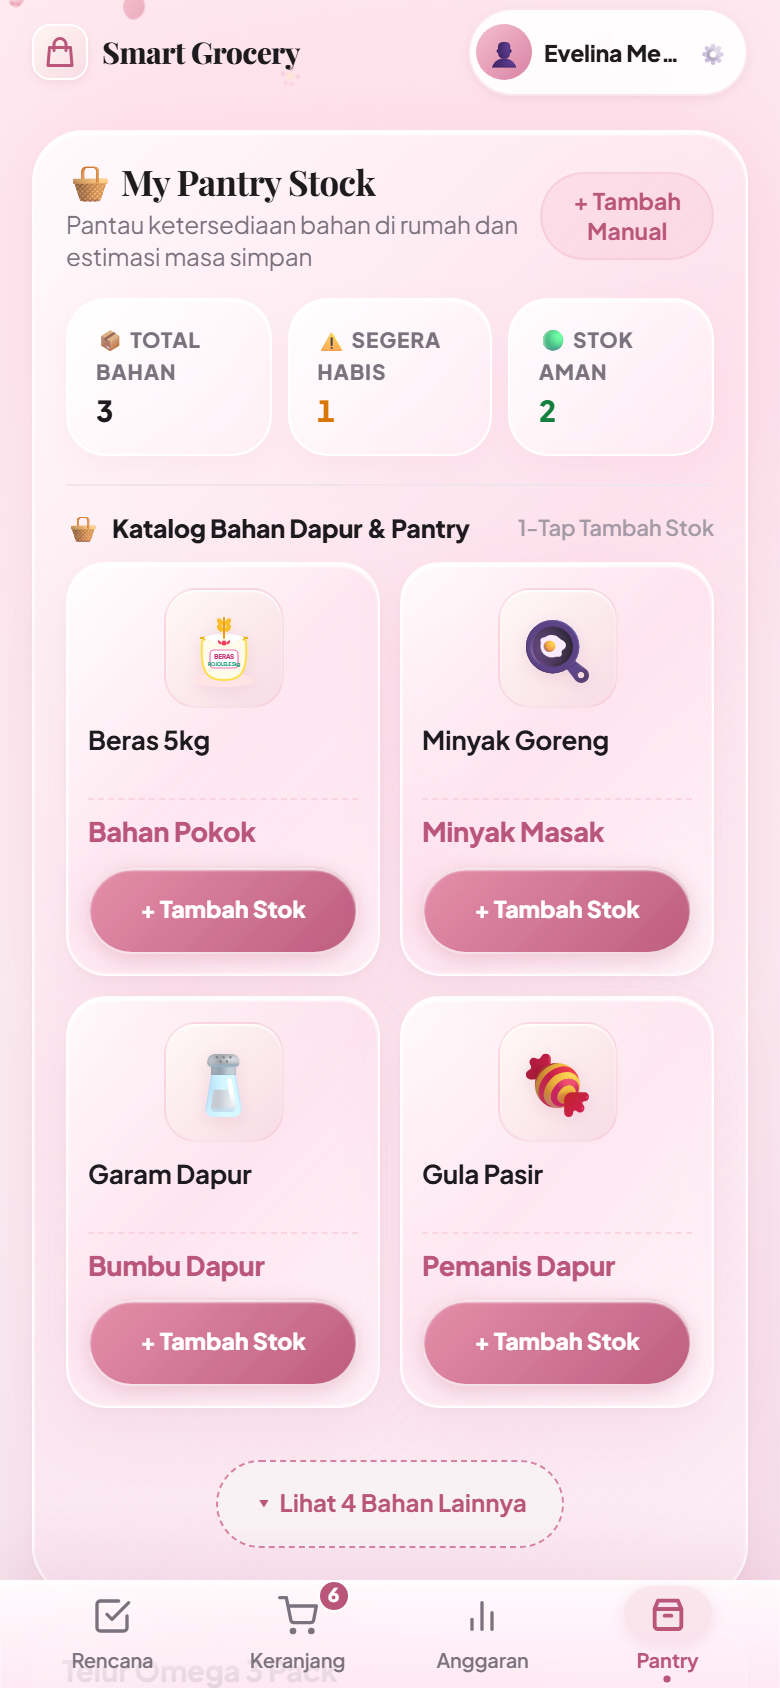 Smart Grocery
Evelina Me...
My Pantry Stock
Pantau ketersediaan bahan di rumah dan
estimasi masa simpan
+ Tambah
Manual
TOTAL
BAHAN
3
SEGERA
HABIS
1
STOK
AMAN
2
Katalog Bahan Dapur & Pantry
1-Tap Tambah Stok
BERAS
Beras 5kg
Bahan Pokok
+ Tambah Stok
Minyak Goreng
Minyak Masak
+ Tambah Stok
Garam Dapur
Bumbu Dapur
+ Tambah Stok
Gula Pasir
Pemanis Dapur
+ Tambah Stok
▾ Lihat 4 Bahan Lainnya
6
Rencana
Keranjang
Anggaran
Pantry
Telur Omega 3 Pack